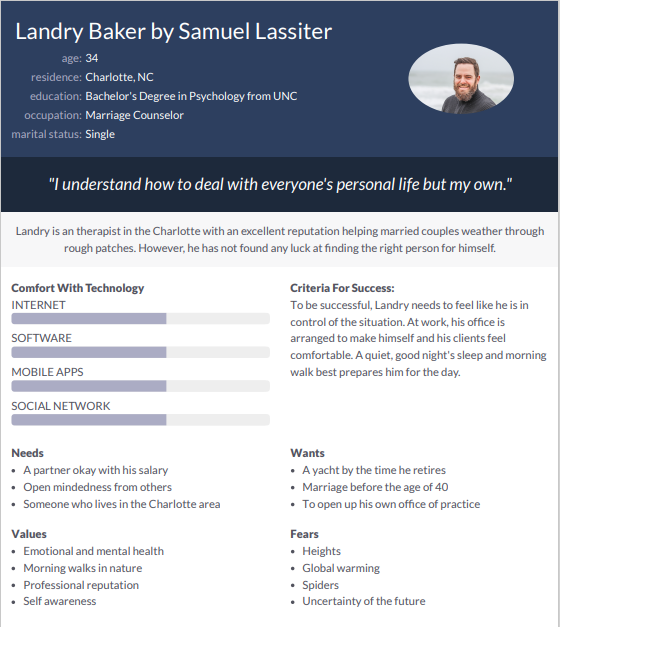 Landry Baker by Samuel Lassiter
age: 34
residence: Charlotte, NC
education: Bachelor's Degree in Psychology from UNC
occupation: Marriage Counselor
marital status: Single
"I understand how to deal with everyone's personal life but my own."
Landry is an therapist in the Charlotte with an excellent reputation helping married couples weather through
rough patches. However, he has not found any luck at finding the right person for himself.
Comfort With Technology
INTERNET
SOFTWARE
MOBILE APPS
SOCIAL NETWORK
Criteria For Success:
To be successful, Landry needs to feel like he is in
control of the situation. At work, his office is
arranged to make himself and his clients feel
comfortable. A quiet, good night's sleep and morning
walk best prepares him for the day.
Needs
• A partner okay with his salary
• Open mindedness from others
• Someone who lives in the Charlotte area
Wants
• A yacht by the time he retires
• Marriage before the age of 40
• To open up his own office of practice
Values
• Emotional and mental health
• Morning walks in nature
• Professional reputation
• Self awareness
Fears
• Heights
• Global warming
• Spiders
• Uncertainty of the future